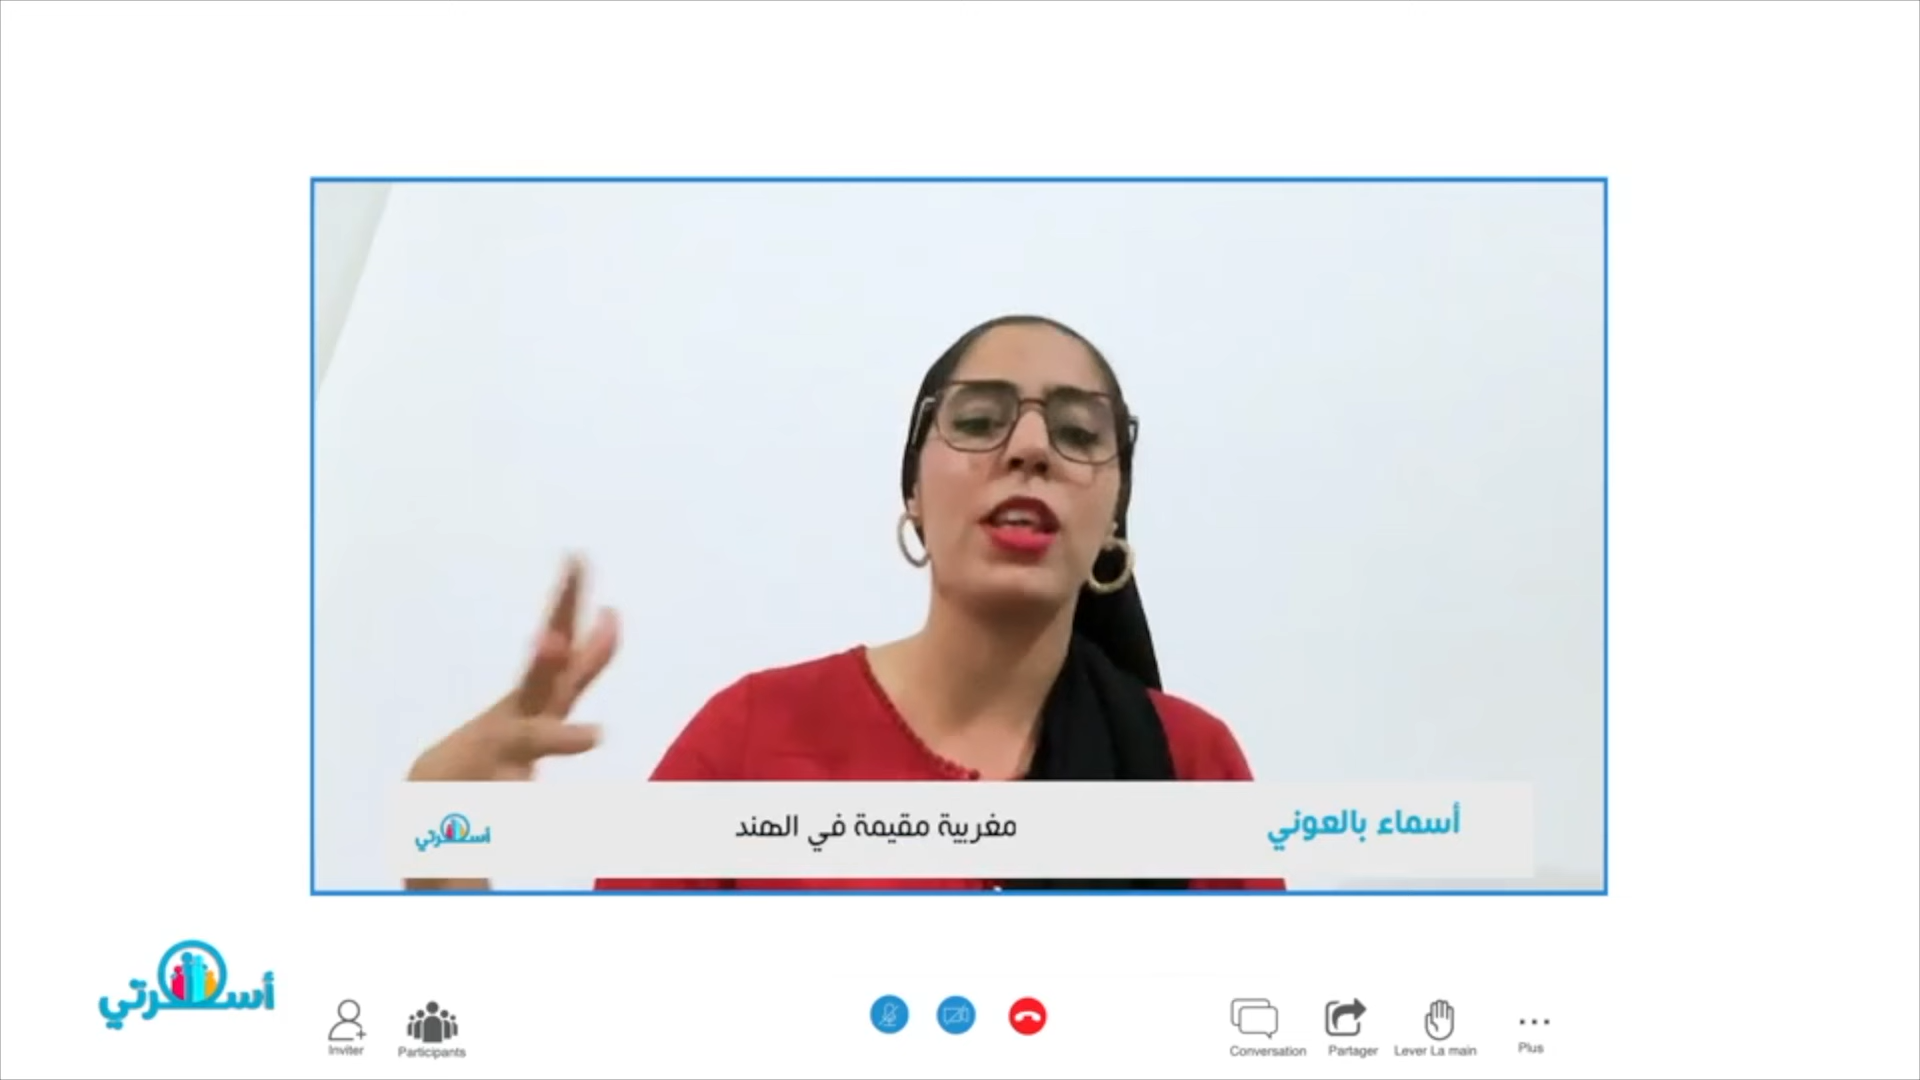 أسماء بالعوني
مغربية مقيمة في الهند
أسرتي
أسرتي
Inviter
Participants
Conversation
Partager
Lever La main
Plus